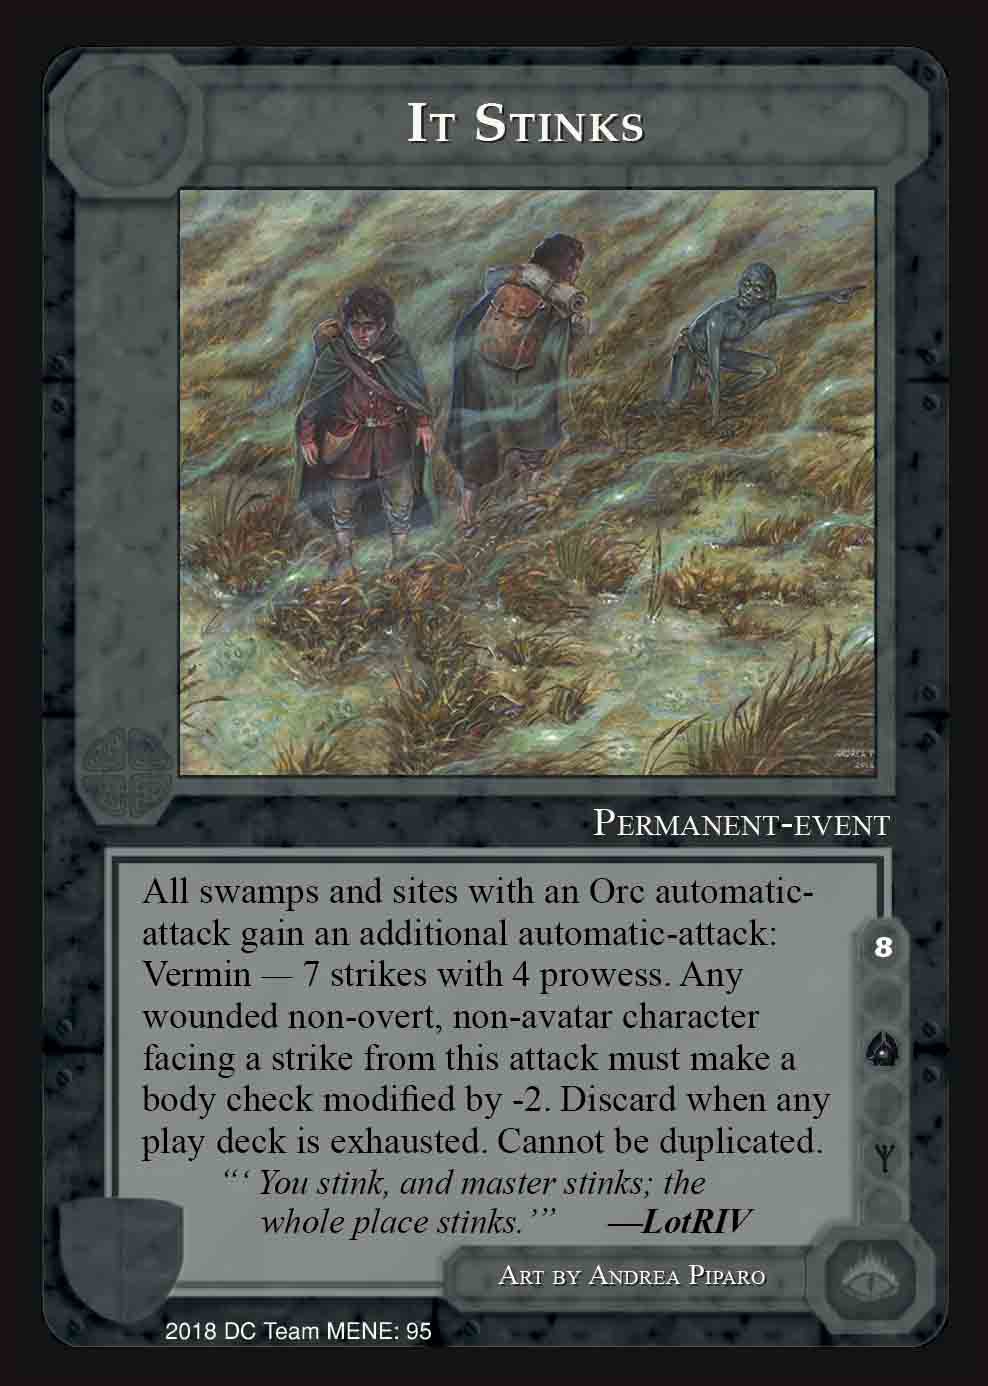 It Stinks
ANDREA P
Permanent-event
All swamps and sites with an Orc automatic-
attack gain an additional automatic-attack:
Vermin — 7 strikes with 4 prowess. Any
wounded non-overt, non-avatar character
facing a strike from this attack must make a
body check modified by -2. Discard when any
play deck is exhausted. Cannot be duplicated.
“‘ You stink, and master stinks; the
whole place stinks.’” —LotRIV
8
Art by Andrea Piparo
2018 DC Team MENE: 95